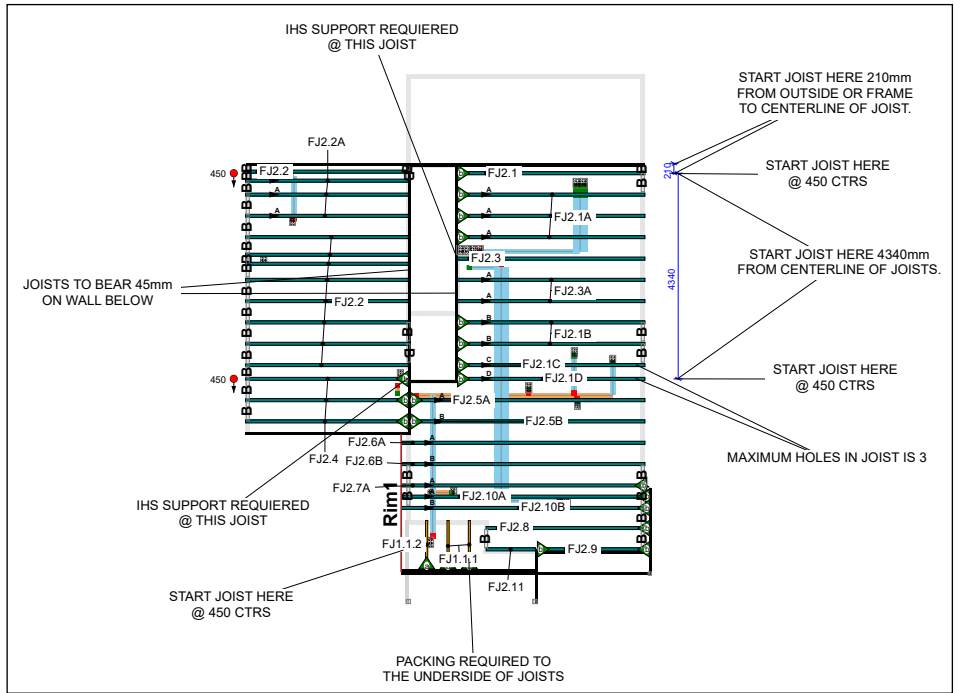 IHS SUPPORT REQUIERED
@ THIS JOIST
START JOIST HERE 210mm
FROM OUTSIDE OR FRAME
TO CENTERLINE OF JOIST.
FJ2.2A
450
FJ2.2
FJ2.1
210
START JOIST HERE
@ 450 CTRS
A
A
A
A
A
FJ2.1A
A
FJ2.3
START JOIST HERE 4340mm
FROM CENTERLINE OF JOISTS.
4340
JOISTS TO BEAR 45mm
ON WALL BELOW
A
FJ2.3A
FJ2.2
A
B
FJ2.1B
B
C
FJ2.1C
450
D
FJ2.1D
START JOIST HERE
@ 450 CTRS
A
FJ2.5A
B
FJ2.5B
FJ2.6A
A
FJ2.4
FJ2.6B
B
MAXIMUM HOLES IN JOIST IS 3
FJ2.7A
A
IHS SUPPORT REQUIERED
@ THIS JOIST
Rim1
A
FJ2.10A
B
FJ2.10B
FJ2.8
FJ1.1.2
FJ1.1.1
FJ2.9
FJ2.11
START JOIST HERE
@ 450 CTRS
PACKING REQUIRED TO
THE UNDERSIDE OF JOISTS